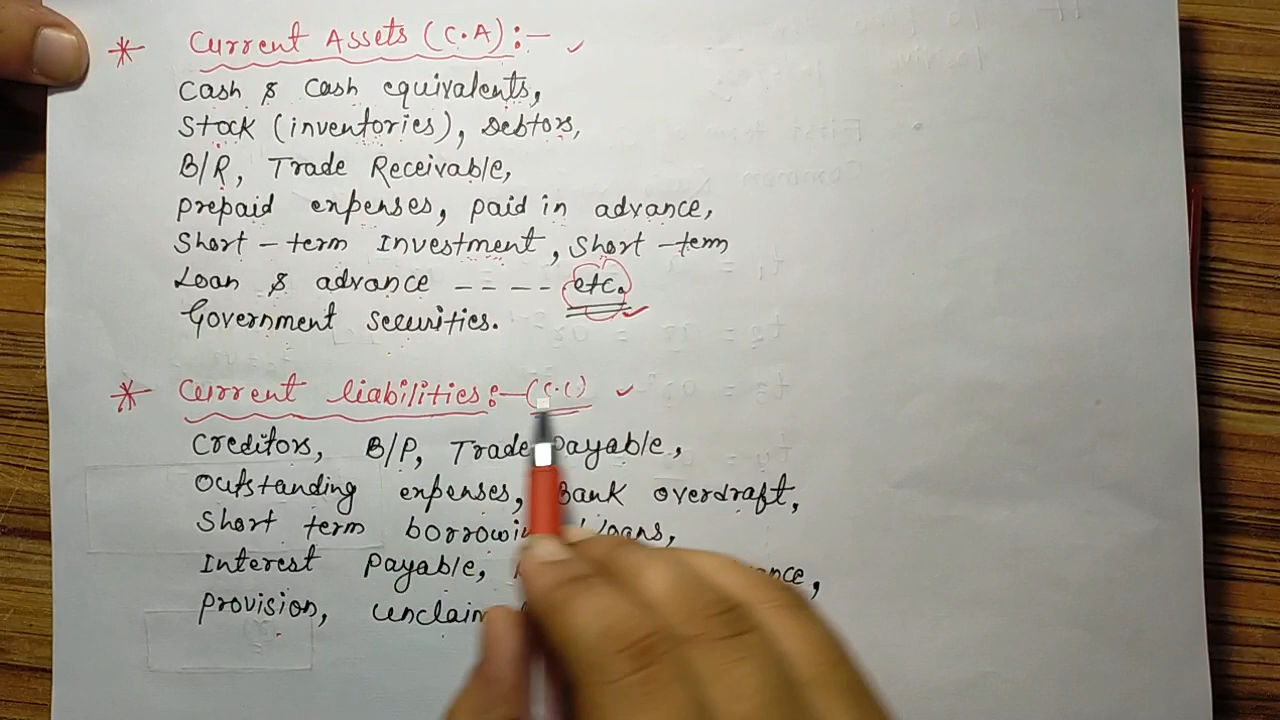 * Current Assets (C.A) :- ✓
Cash & Cash equivalents,
Stock (inventories), Debtors,
B/R, Trade Receivable,
prepaid expenses, paid in advance,
Short-term Investment, Short-term
Loan & advance ---- etc. ✓
Government Securities.
* Current liabilities :- (C.L) ✓
Creditors, B/P, Trade Payable,
Outstanding expenses, Bank overdraft,
Short term loans,
Interest Payable,
Provision,